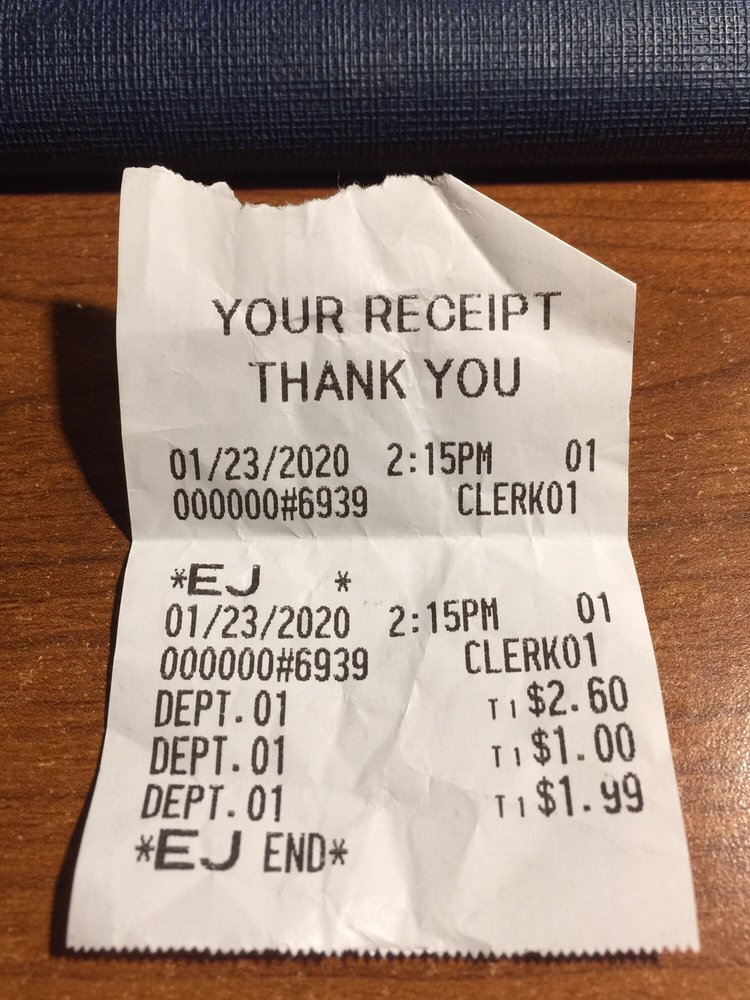 YOUR RECEIPT
THANK YOU
01/23/2020 2:15PM 01
000000#6939 CLERK01
*EJ *
01/23/2020 2:15PM 01
000000#6939 CLERK01
DEPT.01 T1 $2.60
DEPT.01 T1 $1.00
DEPT.01 T1 $1.99
*EJ END*